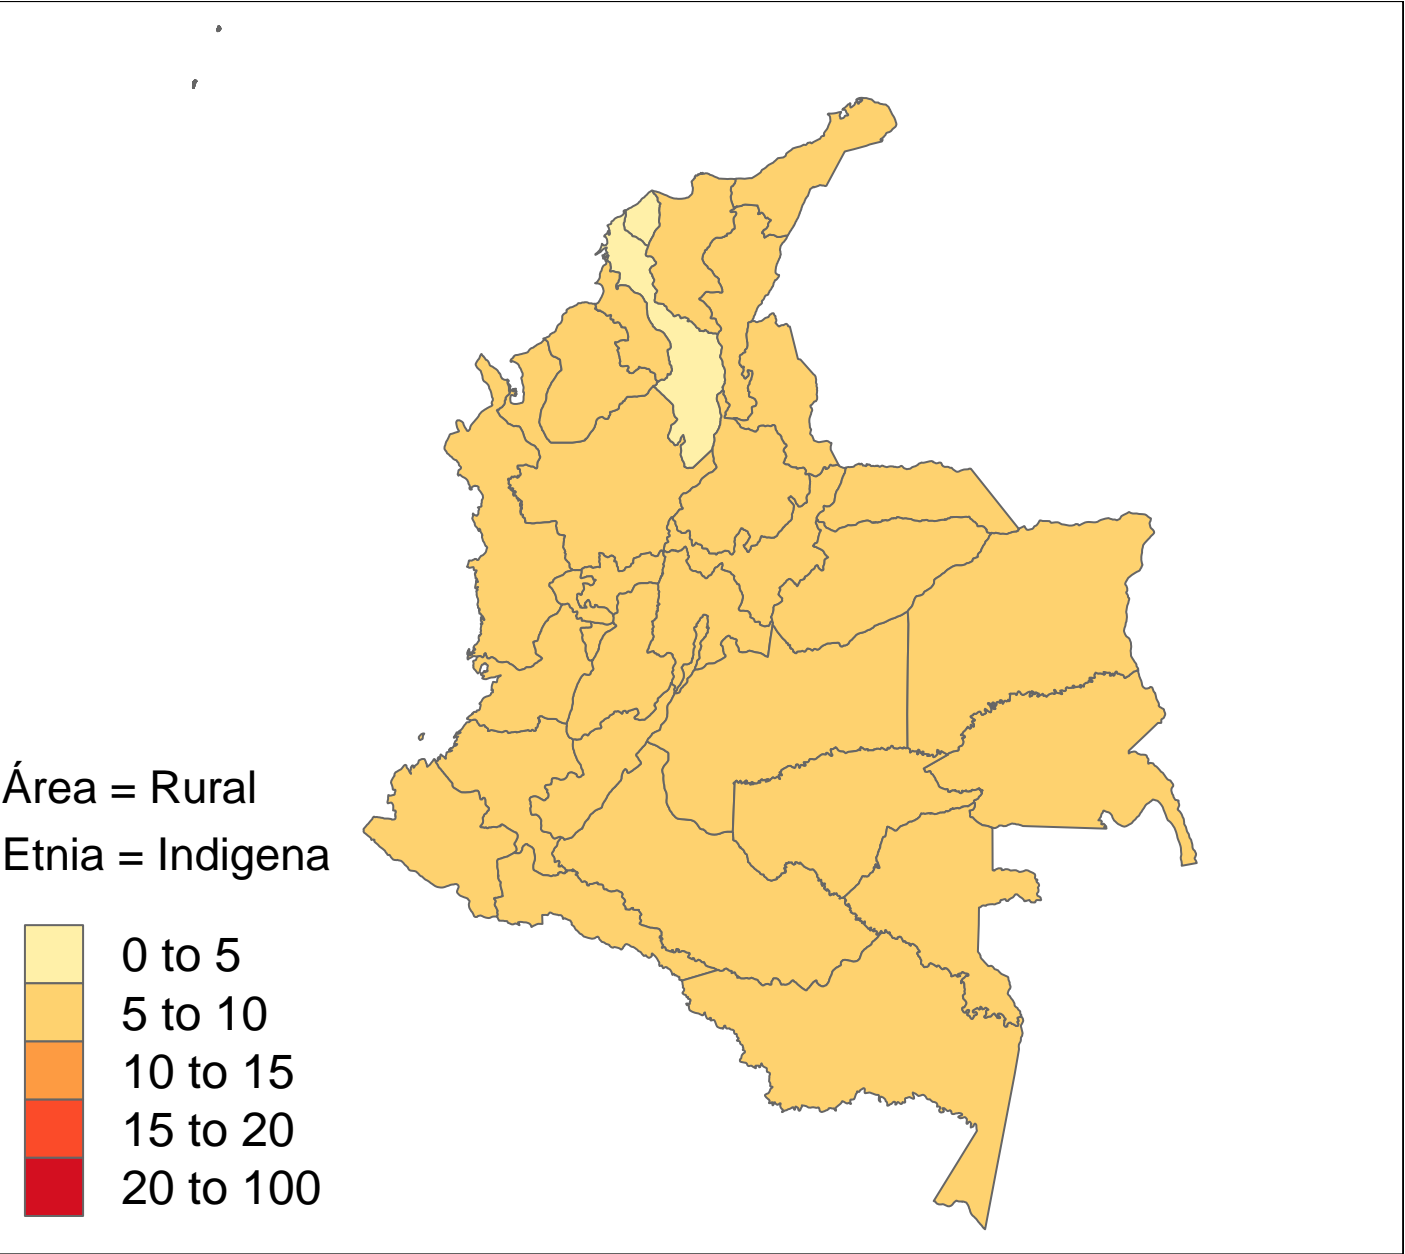 Área = Rural
Etnia = Indigena
0 to 5
5 to 10
10 to 15
15 to 20
20 to 100